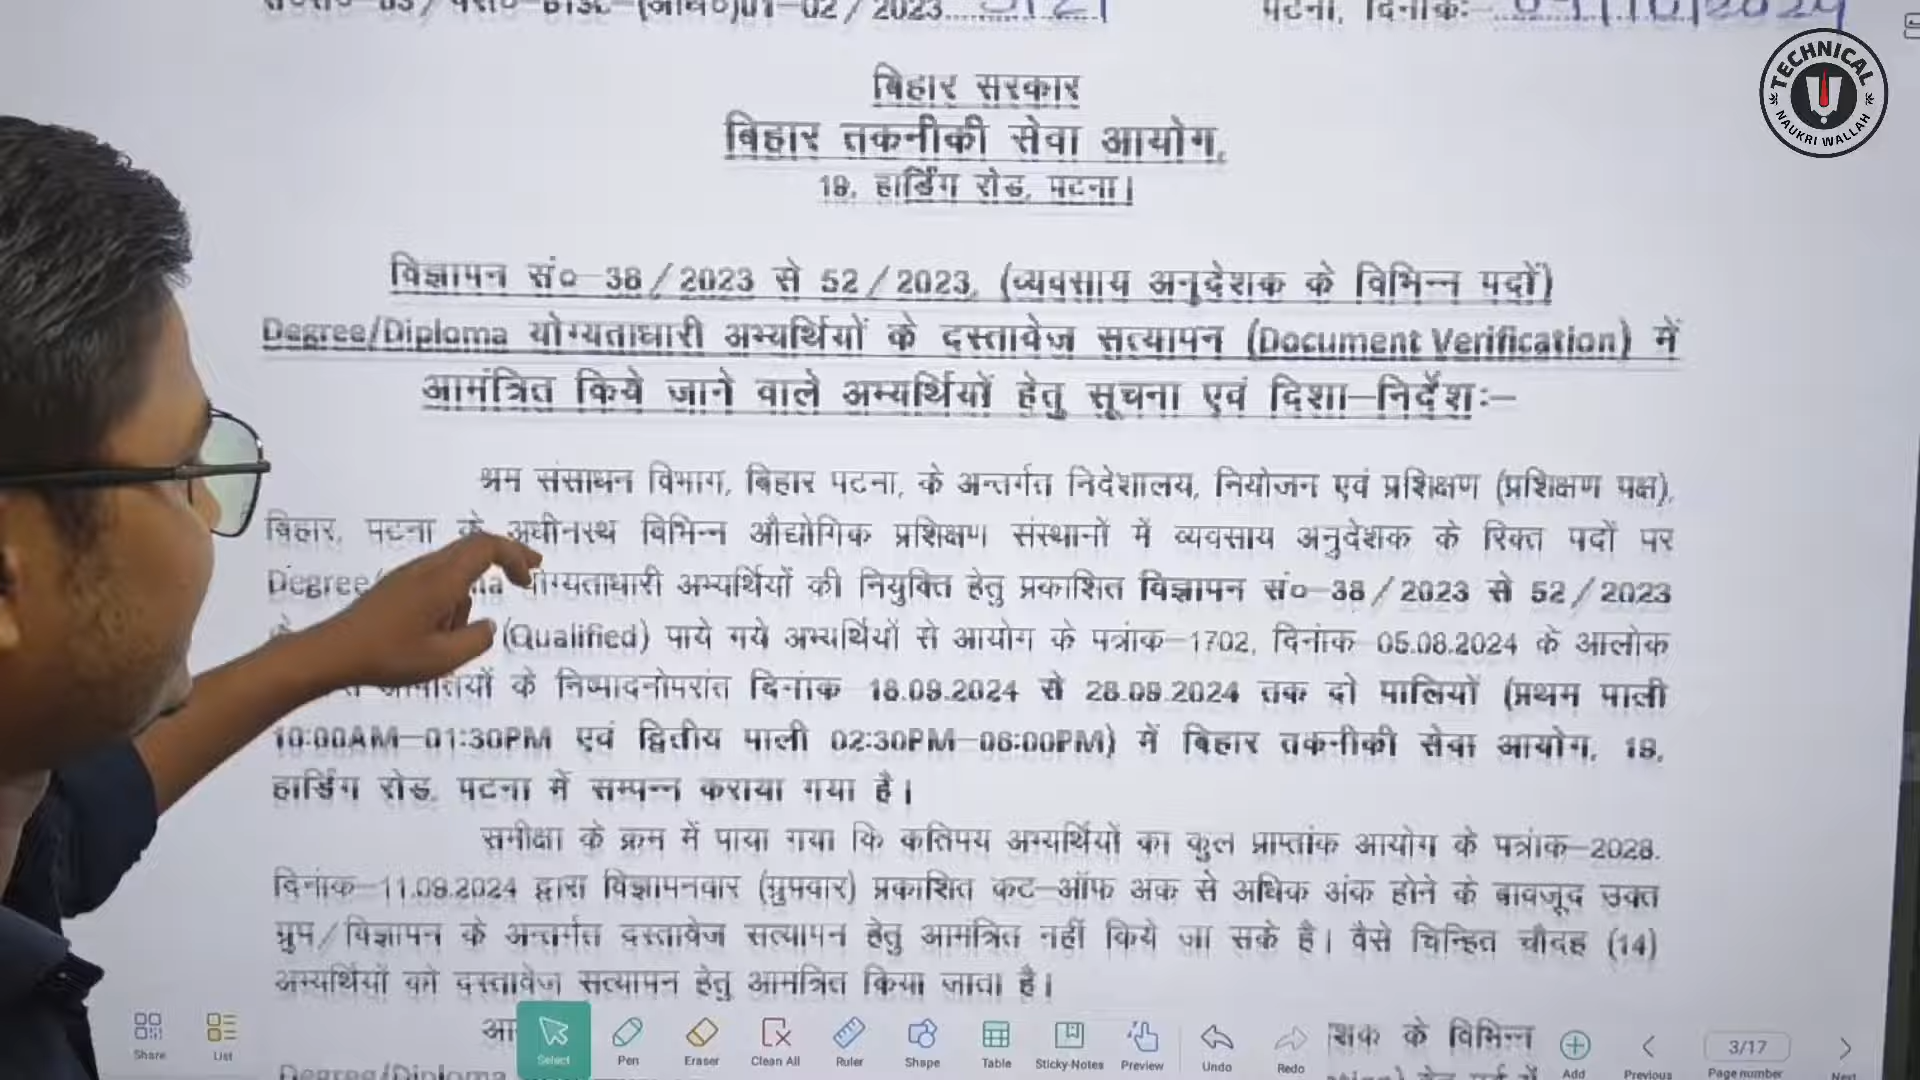 पटना, दिनांक:-
TECHNICAL
NAUKRI WALLAH
बिहार सरकार
बिहार तकनीकी सेवा आयोग,
19, हार्डिंग रोड, पटना।
विज्ञापन सं०-38/2023 से 52/2023, (व्यवसाय अनुदेशक के विभिन्न पदों)
Degree/Diploma योग्यताधारी अभ्यर्थियों के दस्तावेज सत्यापन (Document Verification) में
आमंत्रित किये जाने वाले अभ्यर्थियों हेतु सूचना एवं दिशा-निर्देश:-
श्रम संसाधन विभाग, बिहार पटना, के अन्तर्गत निदेशालय, नियोजन एवं प्रशिक्षण (प्रशिक्षण पक्ष),
बिहार, पटना के अधीनस्थ विभिन्न औद्योगिक प्रशिक्षण संस्थानों में व्यवसाय अनुदेशक के रिक्त पदों पर
योग्यताधारी अभ्यर्थियों की नियुक्ति हेतु प्रकाशित विज्ञापन सं०-38/2023 से 52/2023
(Qualified) पाये गये अभ्यर्थियों से आयोग के पत्रांक-1702, दिनांक 05.08.2024 के आलोक
के निष्पादनोपरांत दिनांक 18.09.2024 से 28.09.2024 तक दो पालियों (प्रथम पाली
10:00AM-01:30PM एवं द्वितीय पाली 02:30PM-06:00PM) में बिहार तकनीकी सेवा आयोग, 19,
हार्डिंग रोड, पटना में सम्पन्न कराया गया है।
समीक्षा के क्रम में पाया गया कि कतिपय अभ्यर्थियों का कुल प्राप्तांक आयोग के पत्रांक-2028,
दिनांक-11.09.2024 द्वारा विज्ञापनवार (ग्रुपवार) प्रकाशित कट-ऑफ अंक से अधिक अंक होने के बावजूद उक्त
ग्रुप/विज्ञापन के अन्तर्गत दस्तावेज सत्यापन हेतु आमंत्रित नहीं किये जा सके है। वैसे चिन्हित चौदह (14)
अभ्यर्थियों को दस्तावेज सत्यापन हेतु आमंत्रित किया जाता है।
के विभिन्न
Degree/Diploma
Share List Select Pen Eraser Clean All Ruler Shape Table Sticky Notes Preview Undo Redo Add Previous 3/17 Page number Next